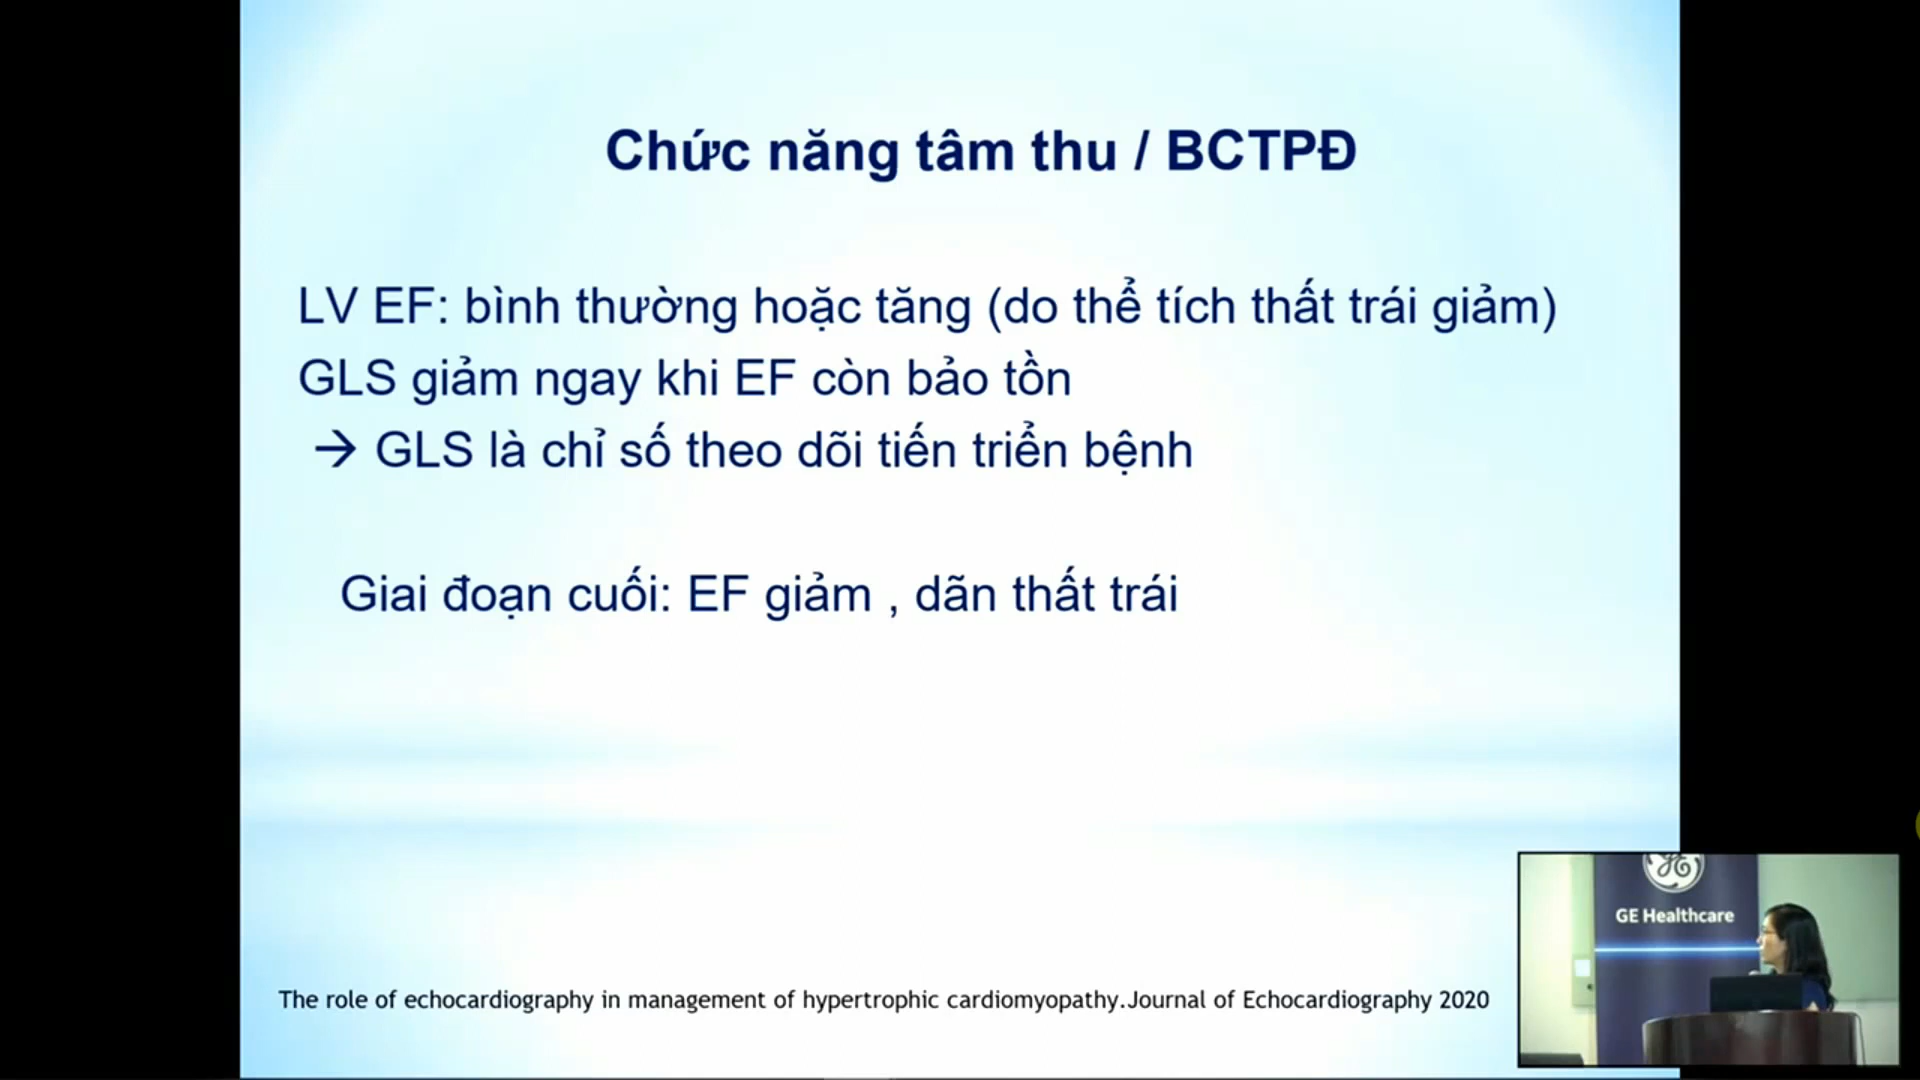 Chức năng tâm thu / BCTPĐ
LV EF: bình thường hoặc tăng (do thể tích thất trái giảm)
GLS giảm ngay khi EF còn bảo tồn
→ GLS là chỉ số theo dõi tiến triển bệnh
Giai đoạn cuối: EF giảm , dãn thất trái
The role of echocardiography in management of hypertrophic cardiomyopathy.Journal of Echocardiography 2020
GE
GE Healthcare